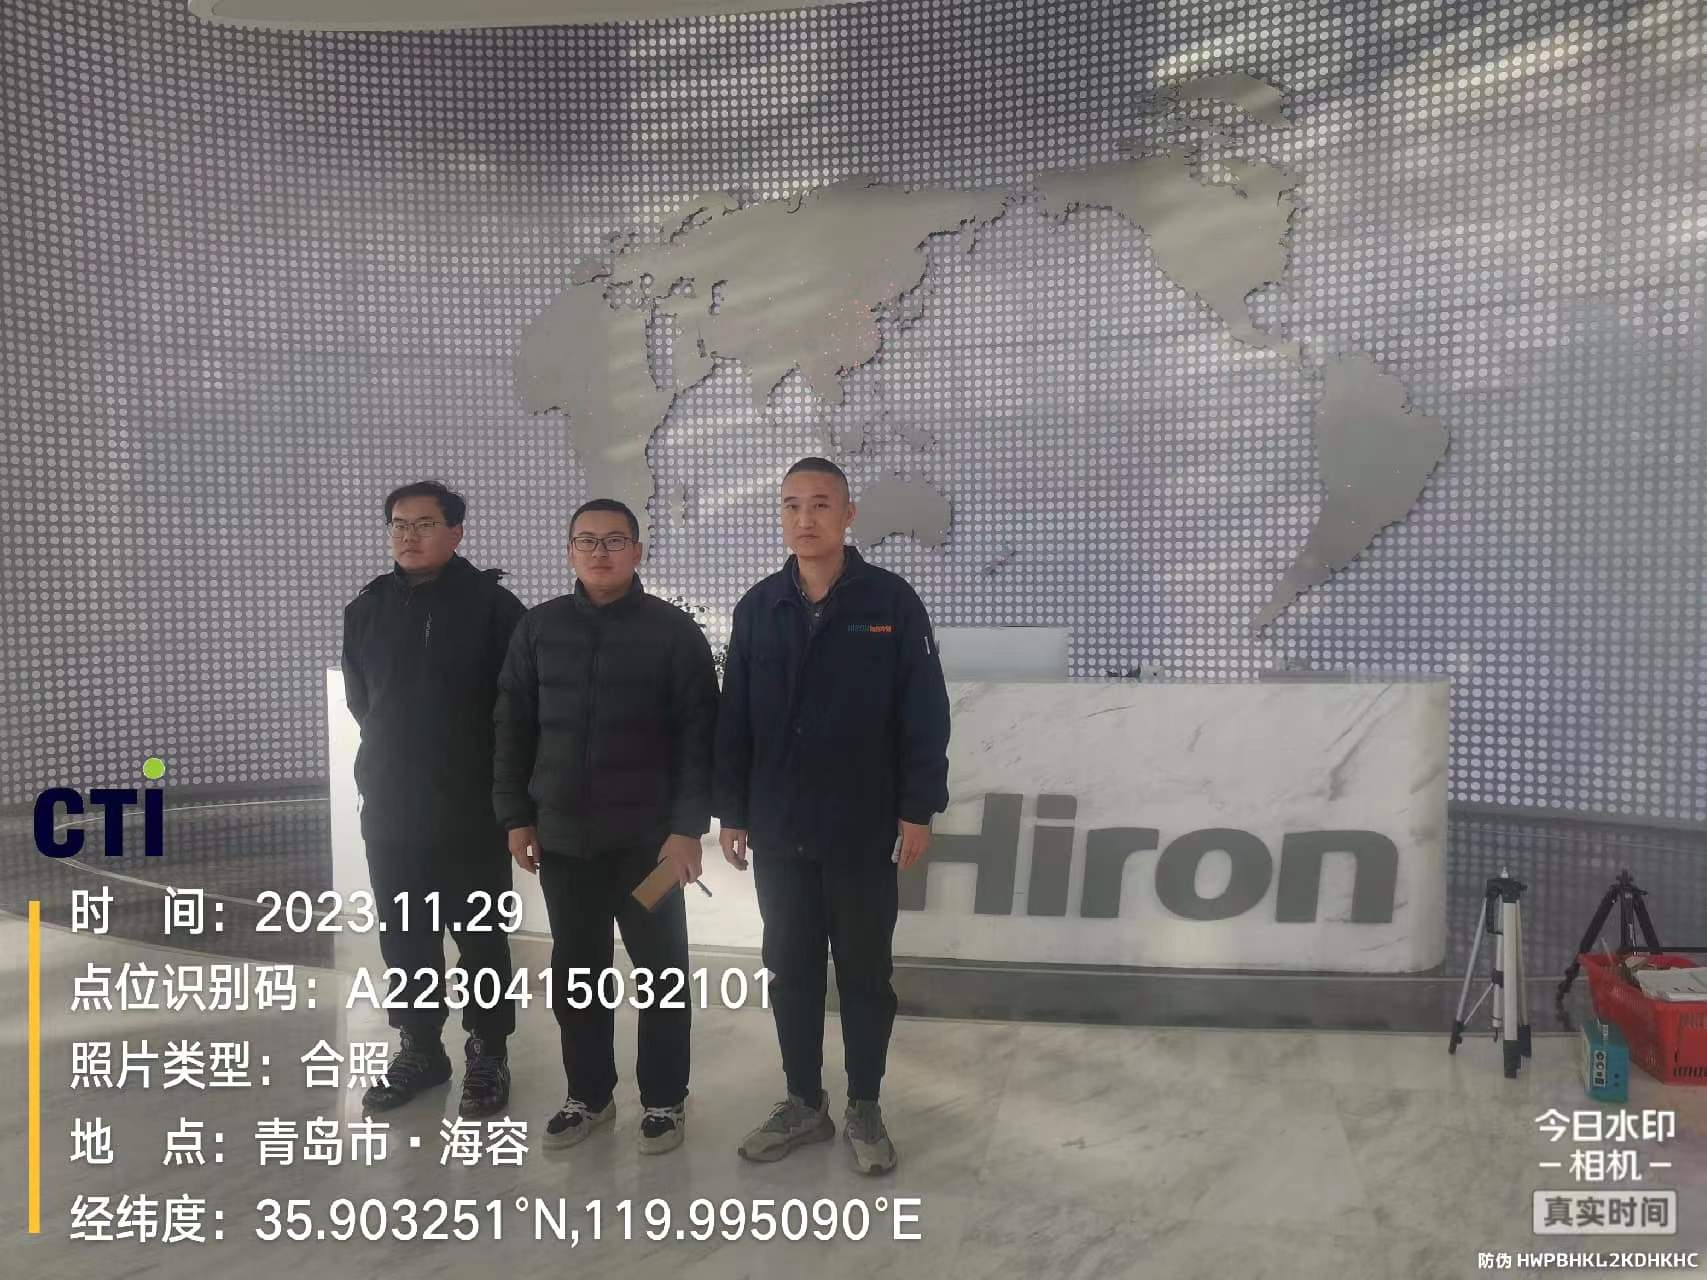 Hiron
CTI
时 间：2023.11.29
点位识别码：A2230415032101
照片类型：合照
地 点：青岛市·海容
经纬度：35.903251°N,119.995090°E
今日水印
相机
真实时间
防伪 HWPBHKL2KDHKHC